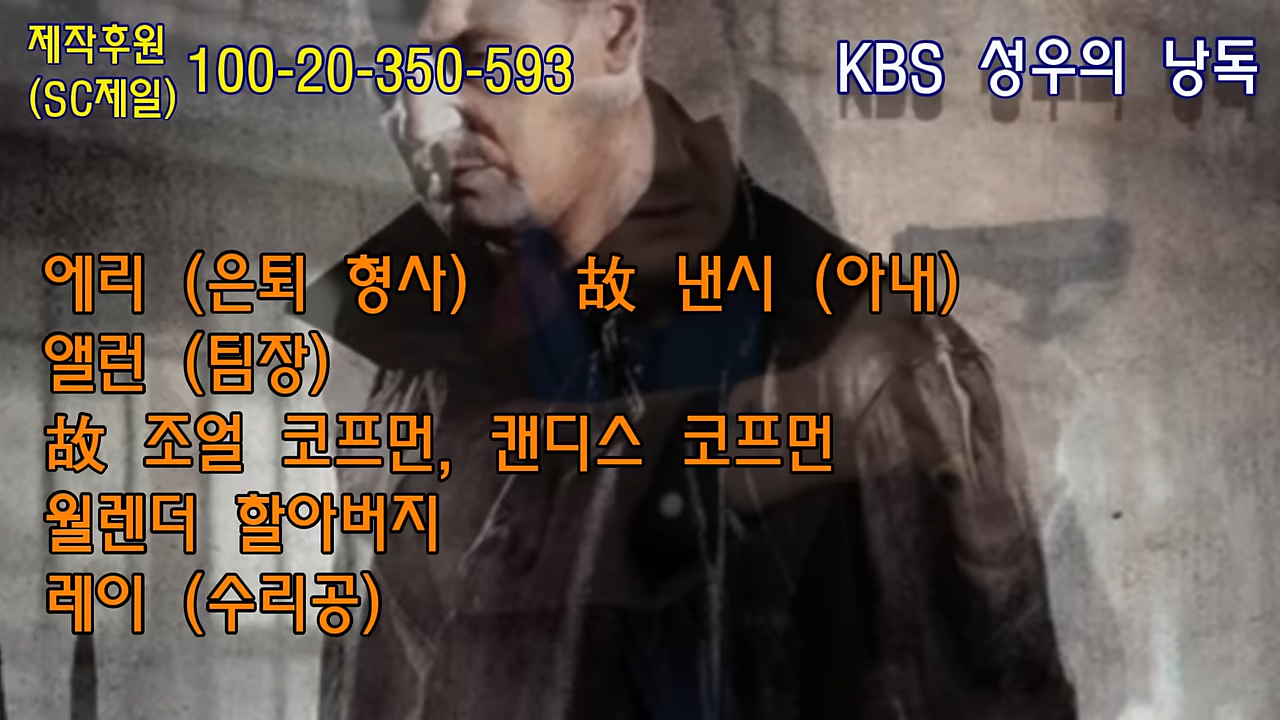 제작후원
(SC제일) 100-20-350-593
KBS 성우의 낭독
에리 (은퇴 형사) 故 낸시 (아내)
앨런 (팀장)
故 조얼 코프먼, 캔디스 코프먼
월렌더 할아버지
레이 (수리공)